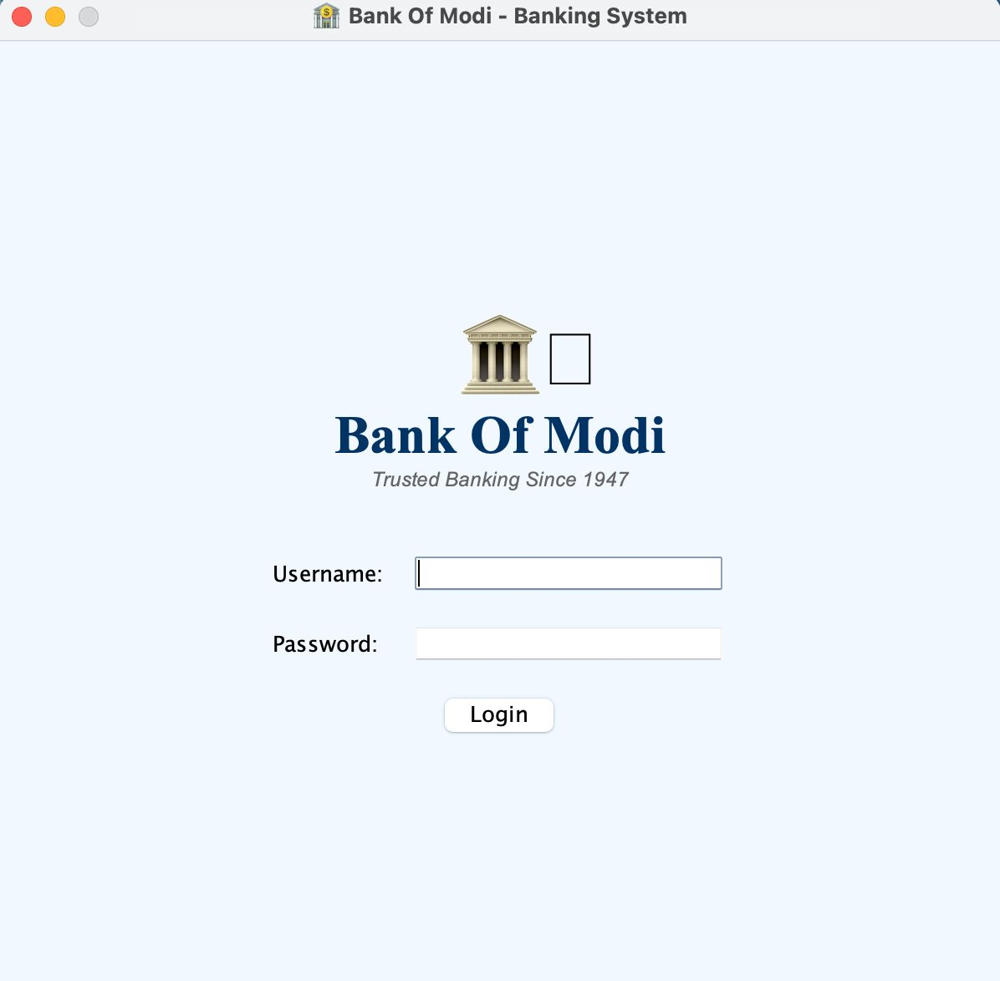 Bank Of Modi - Banking System
Bank Of Modi
Trusted Banking Since 1947
Username:
Password:
Login